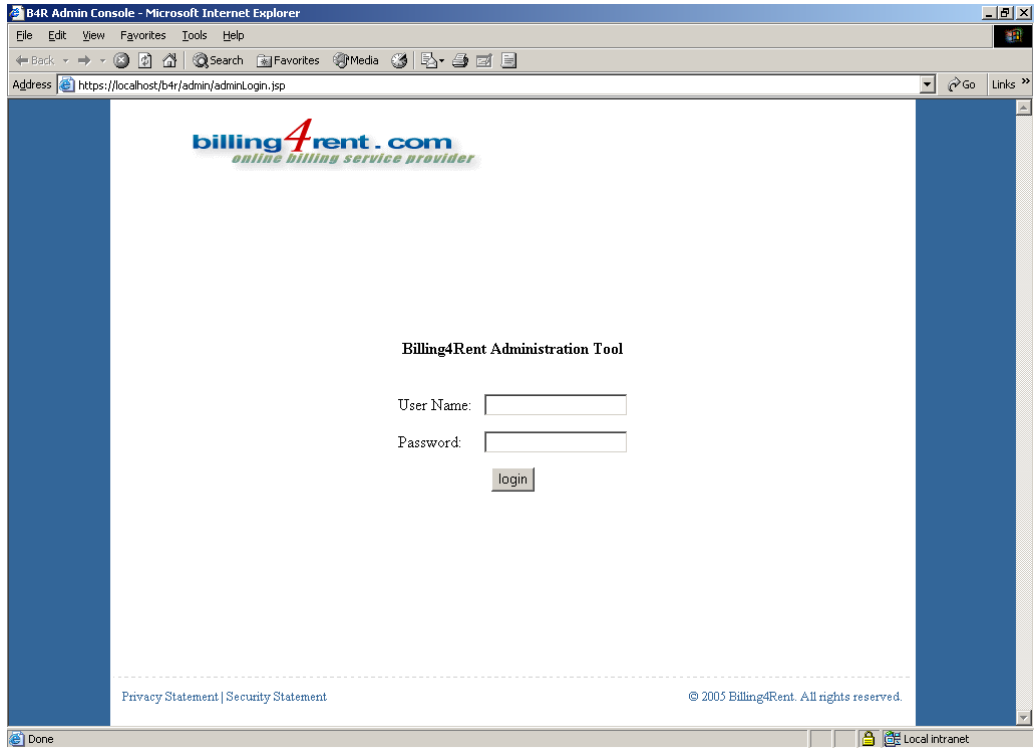 B4R Admin Console - Microsoft Internet Explorer
File Edit View Favorites Tools Help
Back Search Favorites Media
Address https://localhost/b4r/admin/adminLogin.jsp Go Links »
billing4rent.com
online billing service provider
Billing4Rent Administration Tool
User Name:
Password:
login
Privacy Statement | Security Statement © 2005 Billing4Rent. All rights reserved.
Done Local intranet